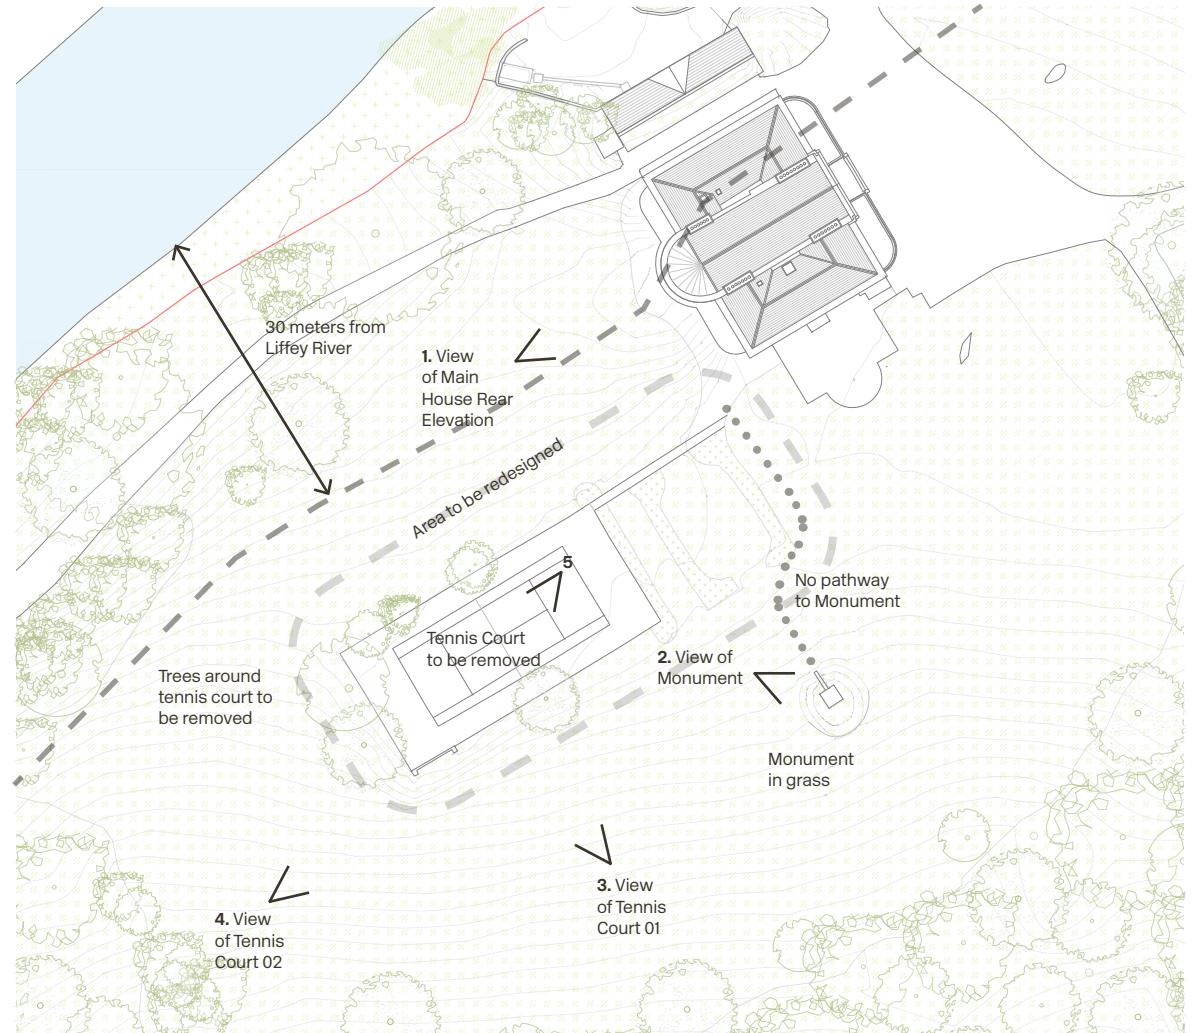 30 meters from
Liffey River
1. View
of Main
House Rear
Elevation
Area to be redesigned
5
No pathway
to Monument
Tennis Court
to be removed
2. View of
Monument
Trees around
tennis court to
be removed
Monument
in grass
3. View
of Tennis
Court 01
4. View
of Tennis
Court 02